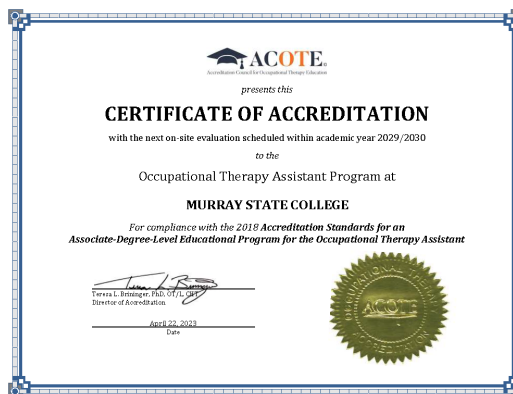 ACOTE®
Accreditation Council for Occupational Therapy Education
presents this
CERTIFICATE OF ACCREDITATION
with the next on-site evaluation scheduled within academic year 2029/2030
to the
Occupational Therapy Assistant Program at
MURRAY STATE COLLEGE
For compliance with the 2018 Accreditation Standards for an
Associate-Degree-Level Educational Program for the Occupational Therapy Assistant
Teresa L. Brininger, PhD, OT/L, CHT
Director of Accreditation
April 22, 2023
Date
OCCUPATIONAL THERAPY
ACOTE
ACCREDITATION